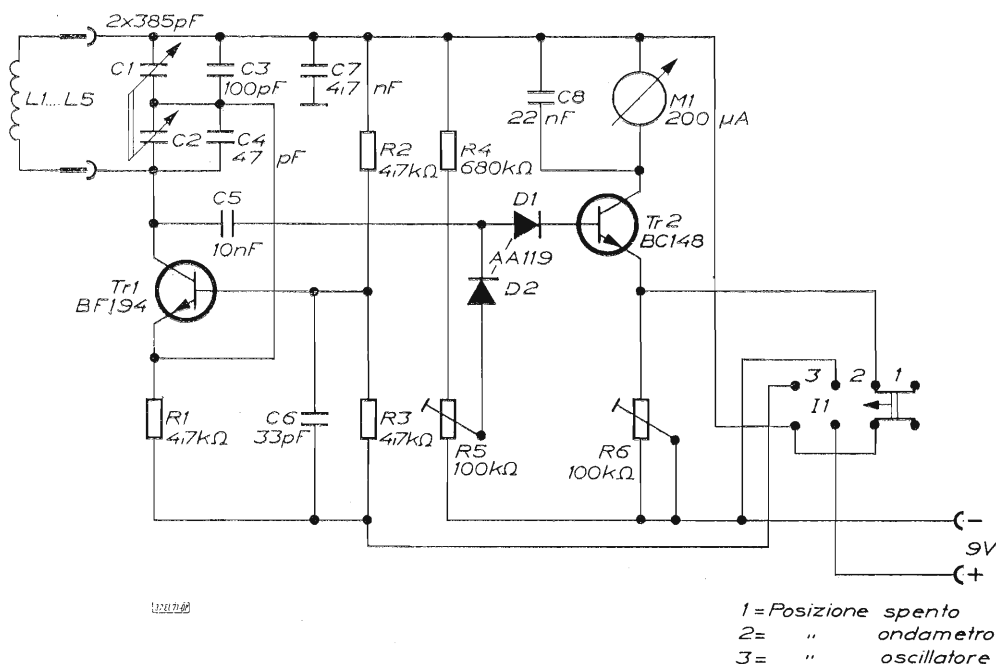 2x385pF
C1
C3
100pF
C7
4,7 nF
L1...L5
C2
C4
47 pF
C8
22nF
M1
200 µA
R2
4,7kΩ
R4
680kΩ
C5
10nF
D1
AA119
D2
Tr2
BC148
Tr1
BF194
3
2
1
I1
R1
4,7kΩ
C6
33pF
R3
4,7kΩ
R5
100kΩ
R6
100kΩ
−
9V
+
1 = Posizione spento
2 = " ondametro
3 = " oscillatore